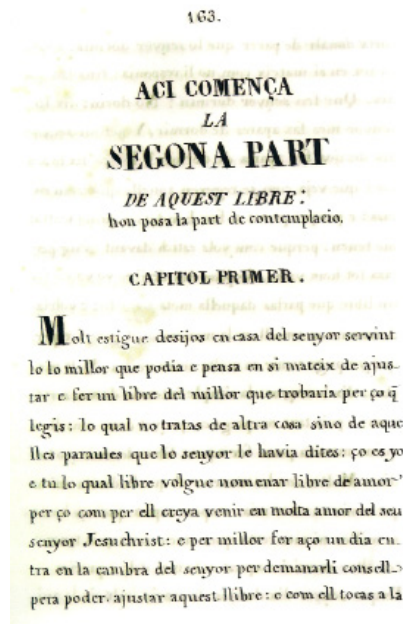 163.
ACI COMENÇA
LA
SEGONA PART
DE AQUEST LIBRE:
hon posa la part de contemplacio.
CAPITOL PRIMER.
Molt estigue desijos en casa del senyor servint
lo lo millor que podia e pensa en si mateix de ajus-
tar e fer un libre del millor que trobaria per ço q̄
legis: lo qual no tratas de altra cosa sino de aque
lles paraules que lo senyor le havia dites: ço es yo
e tu lo qual libre volgue nomenar libre de amor
per ço com per ell creya venir en molta amor del seu
senyor Jesuchrist: e per millor fer aço un dia en-
tra en la cambra del senyor per demanarli consell
pera poder ajustar aquest llibre: e com ell tocas a la